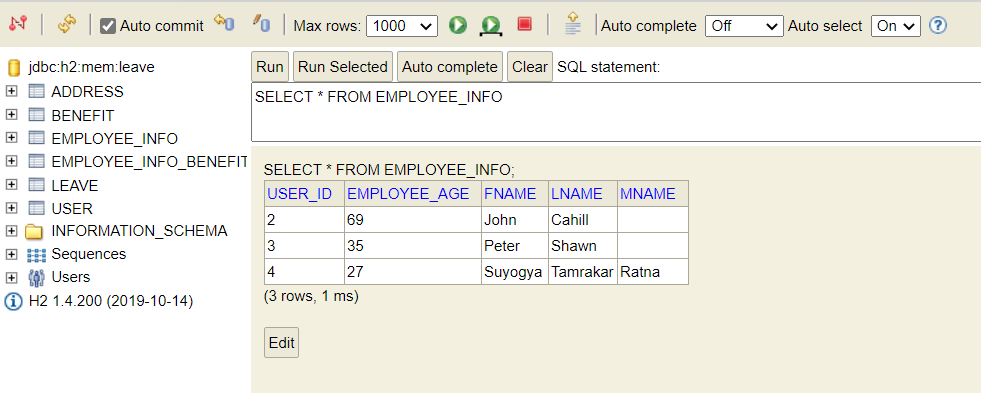 Auto commit Max rows: 1000 Auto complete Off Auto select On
jdbc:h2:mem:leave
ADDRESS
BENEFIT
EMPLOYEE_INFO
EMPLOYEE_INFO_BENEFIT
LEAVE
USER
INFORMATION_SCHEMA
Sequences
Users
H2 1.4.200 (2019-10-14)
Run Run Selected Auto complete Clear SQL statement:
SELECT * FROM EMPLOYEE_INFO
SELECT * FROM EMPLOYEE_INFO;
USER_ID EMPLOYEE_AGE FNAME LNAME MNAME
2 69 John Cahill
3 35 Peter Shawn
4 27 Suyogya Tamrakar Ratna
(3 rows, 1 ms)
Edit